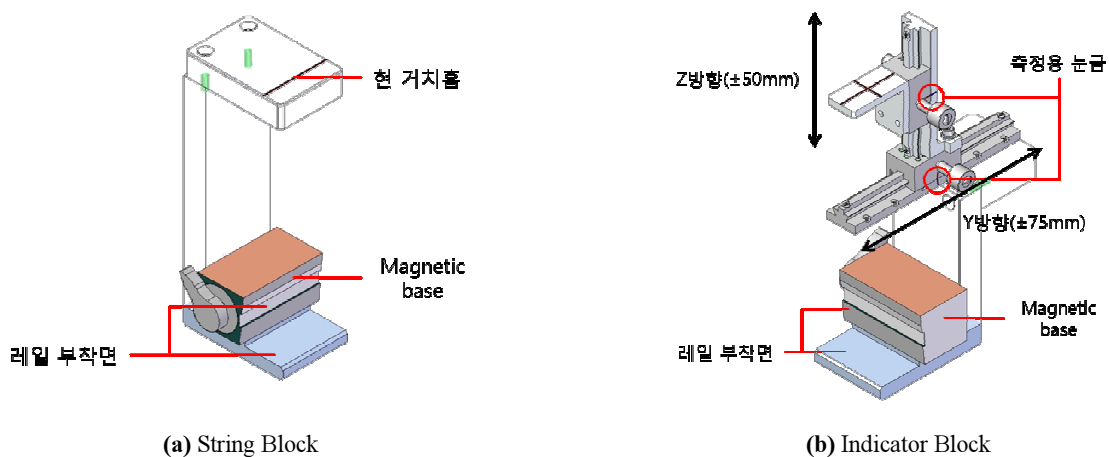 현 거치홈
Magnetic
base
레일 부착면
(a) String Block
Z방향(±50mm)
측정용 눈금
Y방향(±75mm)
Magnetic
base
레일 부착면
(b) Indicator Block